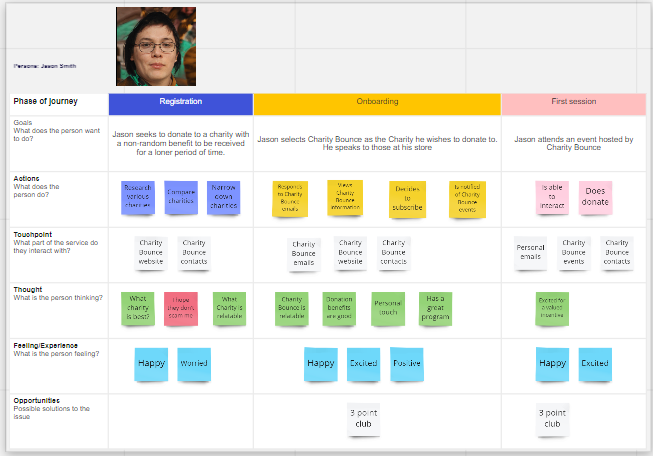 Persona: Jason Smith
Phase of journey
Registration
Onboarding
First session
Goals
What does the person want
to do?
Jason seeks to donate to a charity with
a non-random benefit to be received
for a loner period of time.
Jason selects Charity Bounce as the Charity he wishes to donate to.
He speaks to those at his store
Jason attends an event hosted by
Charity Bounce
Actions
What does the
person do?
Research
various
charities
Compare
charities
Narrow
down
charities
Responds
to Charity
Bounce
emails
Views
Charity
Bounce
information
Decides
to
subscribe
Is notified
of Charity
Bounce
events
Is able
to
interact
Does
donate
Touchpoint
What part of the service do
they interact with?
Charity
Bounce
website
Charity
Bounce
contacts
Charity
Bounce
emails
Charity
Bounce
website
Charity
Bounce
contacts
Personal
emails
Charity
Bounce
events
Charity
Bounce
contacts
Thought
What is the person thinking?
What
charity
is best?
I hope
they don't
scam me
What
Charity is
relatable
Charity
Bounce is
relatable
Donation
benefits
are good
Personal
touch
Has a
great
program
Excited for
a valued
incentive
Feeling/Experience
What is the person feeling?
Happy
Worried
Happy
Excited
Positive
Happy
Excited
Opportunities
Possible solutions to the
issue
3 point
club
3 point
club